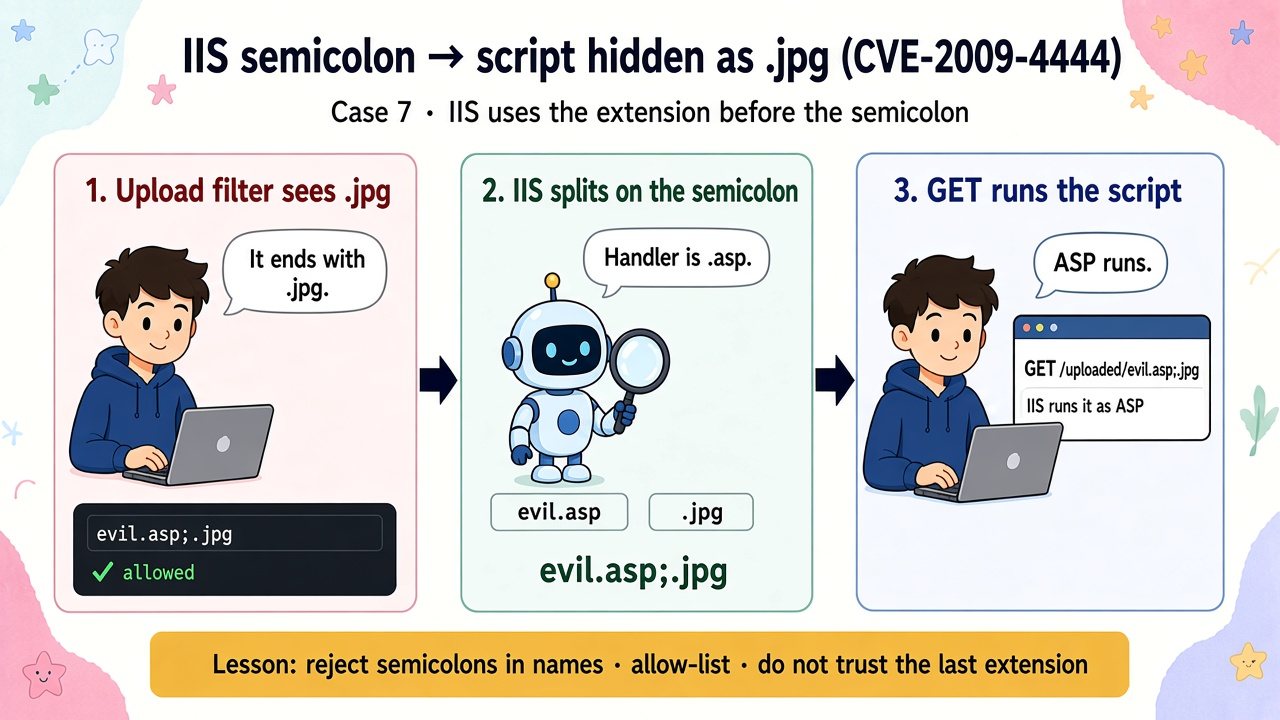 IIS semicolon → script hidden as .jpg (CVE-2009-4444)
Case 7 · IIS uses the extension before the semicolon
1. Upload filter sees .jpg
It ends with
.jpg.
evil.asp;.jpg
✓ allowed
2. IIS splits on the semicolon
Handler is .asp.
evil.asp
.jpg
evil.asp;.jpg
3. GET runs the script
ASP runs.
GET /uploaded/evil.asp;.jpg
IIS runs it as ASP
Lesson: reject semicolons in names · allow-list · do not trust the last extension